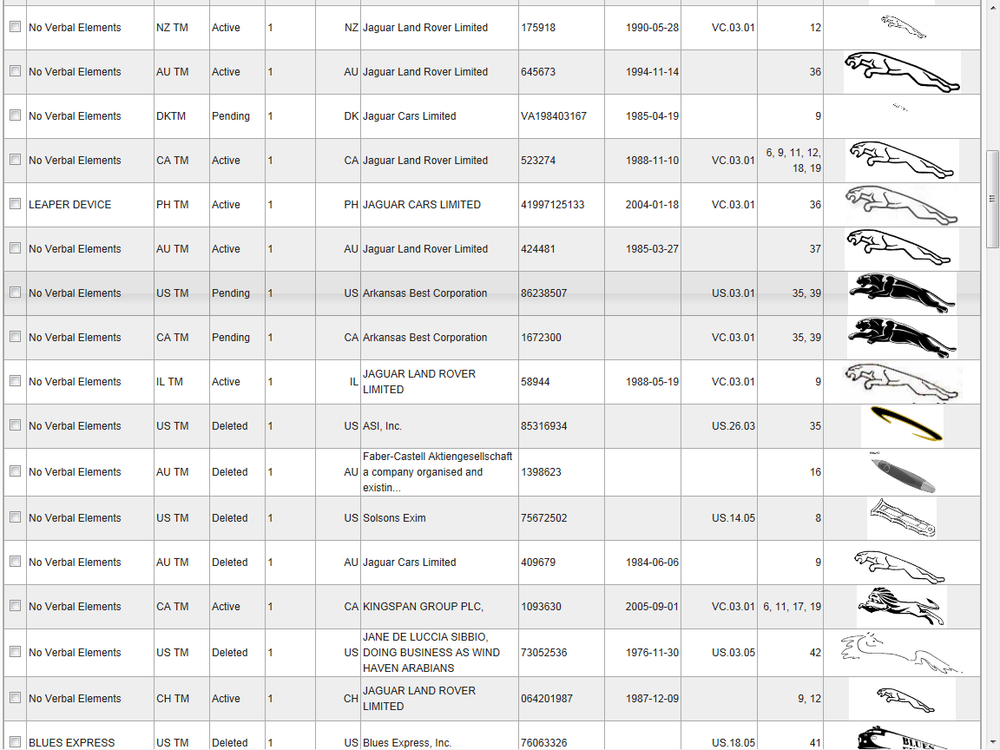 No Verbal Elements NZ TM Active 1 NZ Jaguar Land Rover Limited 175918 1990-05-28 VC.03.01 12
No Verbal Elements AU TM Active 1 AU Jaguar Land Rover Limited 645673 1994-11-14 36
No Verbal Elements DKTM Pending 1 DK Jaguar Cars Limited VA198403167 1985-04-19 9
No Verbal Elements CA TM Active 1 CA Jaguar Land Rover Limited 523274 1988-11-10 VC.03.01 6, 9, 11, 12,
18, 19
LEAPER DEVICE PH TM Active 1 PH JAGUAR CARS LIMITED 41997125133 2004-01-18 VC.03.01 36
No Verbal Elements AU TM Active 1 AU Jaguar Land Rover Limited 424481 1985-03-27 37
No Verbal Elements US TM Pending 1 US Arkansas Best Corporation 86238507 US.03.01 35, 39
No Verbal Elements CA TM Pending 1 CA Arkansas Best Corporation 1672300 VC.03.01 35, 39
No Verbal Elements IL TM Active 1 IL JAGUAR LAND ROVER
LIMITED 58944 1988-05-19 VC.03.01 9
No Verbal Elements US TM Deleted 1 US ASI, Inc. 85316934 US.26.03 35
No Verbal Elements AU TM Deleted 1 AU Faber-Castell Aktiengesellschaft
a company organised and
existin... 1398623 16
No Verbal Elements US TM Deleted 1 US Solsons Exim 75672502 US.14.05 8
No Verbal Elements AU TM Deleted 1 AU Jaguar Cars Limited 409679 1984-06-06 9
No Verbal Elements CA TM Active 1 CA KINGSPAN GROUP PLC, 1093630 2005-09-01 VC.03.01 6, 11, 17, 19
No Verbal Elements US TM Deleted 1 US JANE DE LUCCIA SIBBIO,
DOING BUSINESS AS WIND
HAVEN ARABIANS 73052536 1976-11-30 US.03.05 42
No Verbal Elements CH TM Active 1 CH JAGUAR LAND ROVER
LIMITED 064201987 1987-12-09 9, 12
BLUES EXPRESS US TM Deleted 1 US Blues Express, Inc. 76063326 US.18.05 41
BLUES